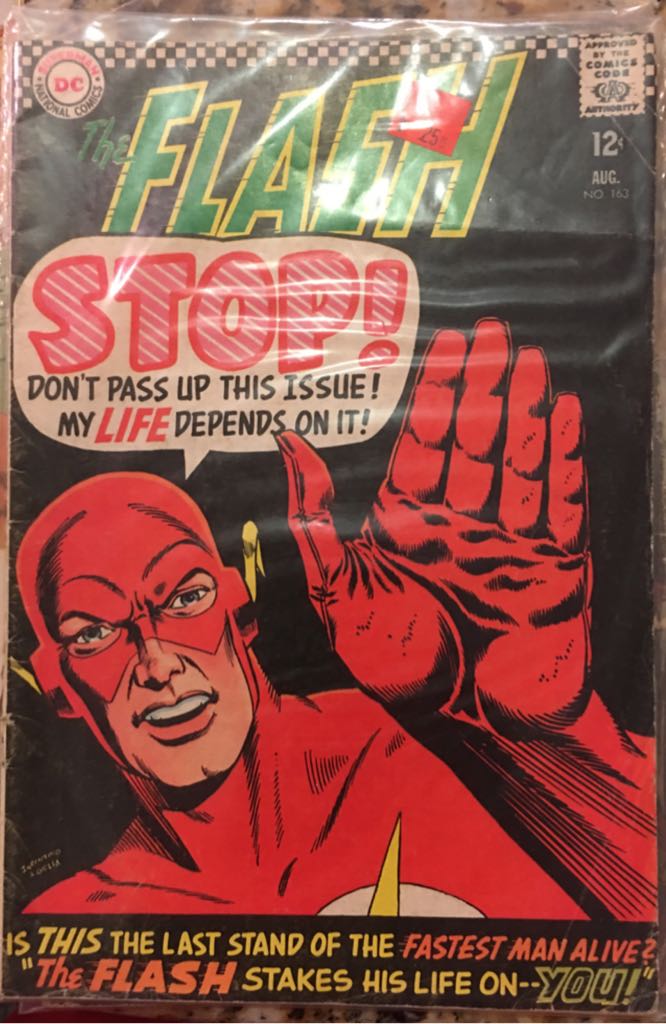 SUPERMAN
DC
NATIONAL COMICS
APPROVED
BY THE
COMICS
CODE
AUTHORITY
The FLASH
12¢
AUG.
NO. 163
STOP!
DON'T PASS UP THIS ISSUE!
MY LIFE DEPENDS ON IT!
INFANTINO
IS THIS THE LAST STAND OF THE FASTEST MAN ALIVE?
"The FLASH STAKES HIS LIFE ON--YOU!"